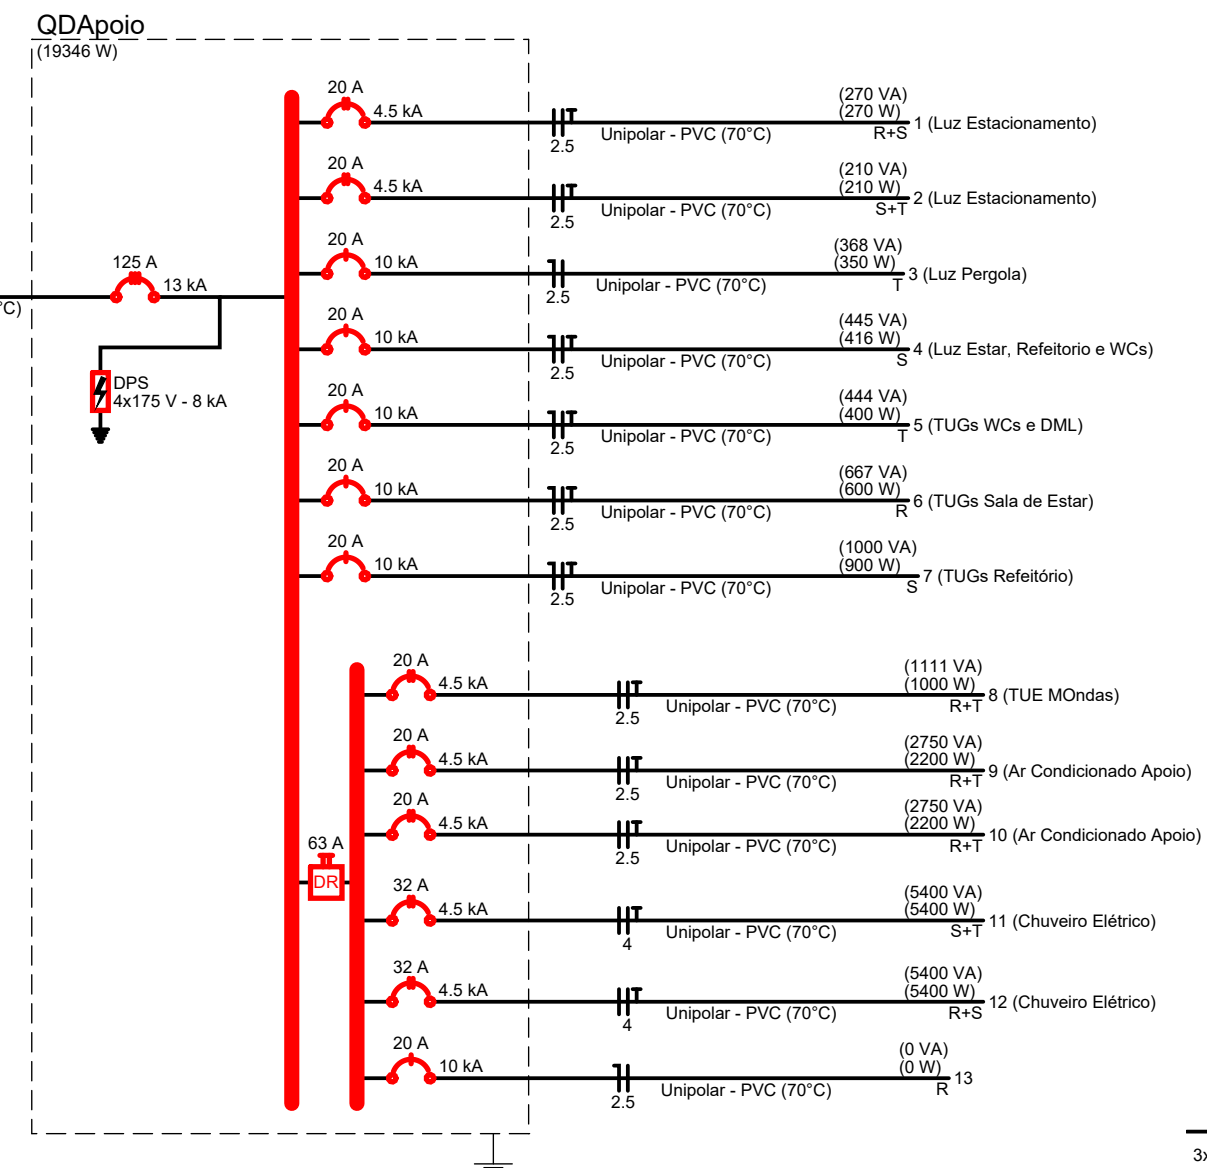 QDApoio
(19346 W)
20 A
4.5 kA
2.5
Unipolar - PVC (70°C)
(270 VA)
(270 W)
R+S
1 (Luz Estacionamento)
20 A
4.5 kA
2.5
Unipolar - PVC (70°C)
(210 VA)
(210 W)
S+T
2 (Luz Estacionamento)
125 A
13 kA
°C)
DPS
4x175 V - 8 kA
20 A
10 kA
2.5
Unipolar - PVC (70°C)
(368 VA)
(350 W)
T
3 (Luz Pergola)
20 A
10 kA
2.5
Unipolar - PVC (70°C)
(445 VA)
(416 W)
S
4 (Luz Estar, Refeitorio e WCs)
20 A
10 kA
2.5
Unipolar - PVC (70°C)
(444 VA)
(400 W)
T
5 (TUGs WCs e DML)
20 A
10 kA
2.5
Unipolar - PVC (70°C)
(667 VA)
(600 W)
R
6 (TUGs Sala de Estar)
20 A
10 kA
2.5
Unipolar - PVC (70°C)
(1000 VA)
(900 W)
S
7 (TUGs Refeitório)
63 A
DR
20 A
4.5 kA
2.5
Unipolar - PVC (70°C)
(1111 VA)
(1000 W)
R+T
8 (TUE MOndas)
20 A
4.5 kA
2.5
Unipolar - PVC (70°C)
(2750 VA)
(2200 W)
R+T
9 (Ar Condicionado Apoio)
20 A
4.5 kA
2.5
Unipolar - PVC (70°C)
(2750 VA)
(2200 W)
R+T
10 (Ar Condicionado Apoio)
32 A
4.5 kA
4
Unipolar - PVC (70°C)
(5400 VA)
(5400 W)
S+T
11 (Chuveiro Elétrico)
32 A
4.5 kA
4
Unipolar - PVC (70°C)
(5400 VA)
(5400 W)
R+S
12 (Chuveiro Elétrico)
20 A
10 kA
2.5
Unipolar - PVC (70°C)
(0 VA)
(0 W)
R
13
3x